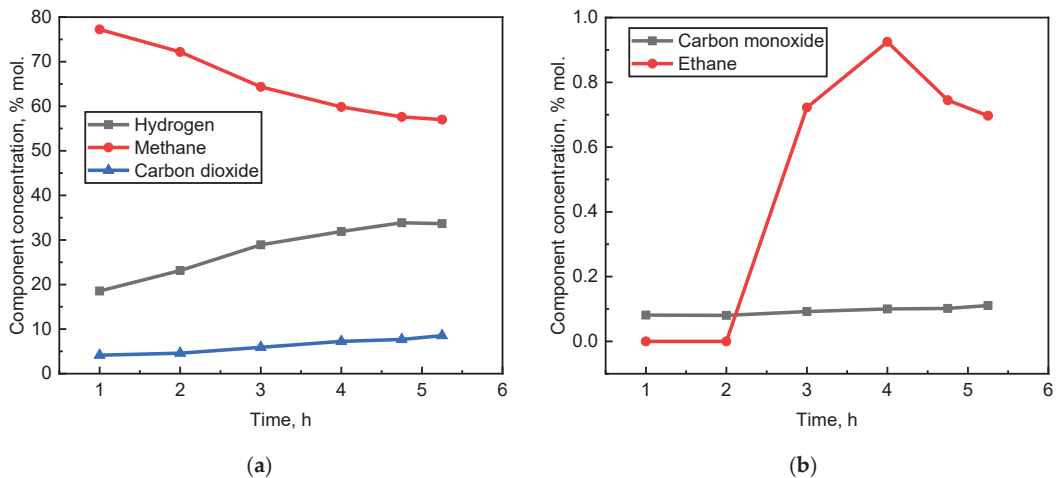 80
70
60
50
40
30
20
10
0
Component concentration, % mol.
Hydrogen
Methane
Carbon dioxide
1 2 3 4 5 6
Time, h
(a)
1.0
0.8
0.6
0.4
0.2
0.0
Component concentration, % mol.
Carbon monoxide
Ethane
1 2 3 4 5 6
Time, h
(b)